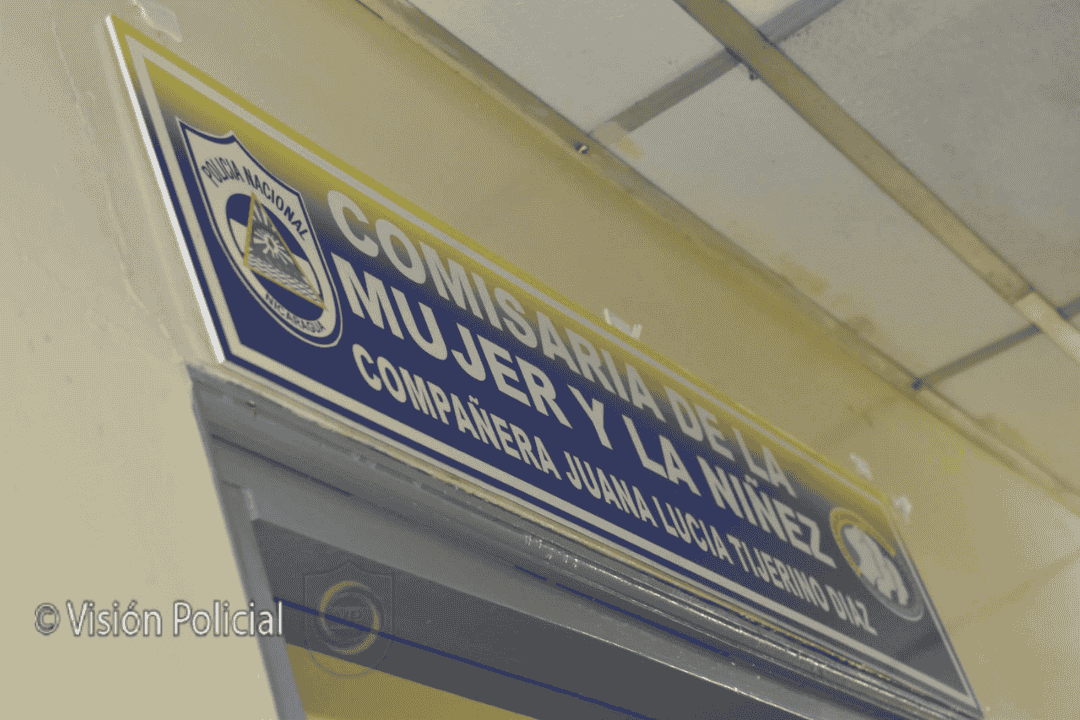 POLICIA NACIONAL
NICARAGUA
COMISARIA DE LA
MUJER Y LA NIÑEZ
COMPAÑERA JUANA LUCIA TIJERINO DIAZ
© Visión Policial